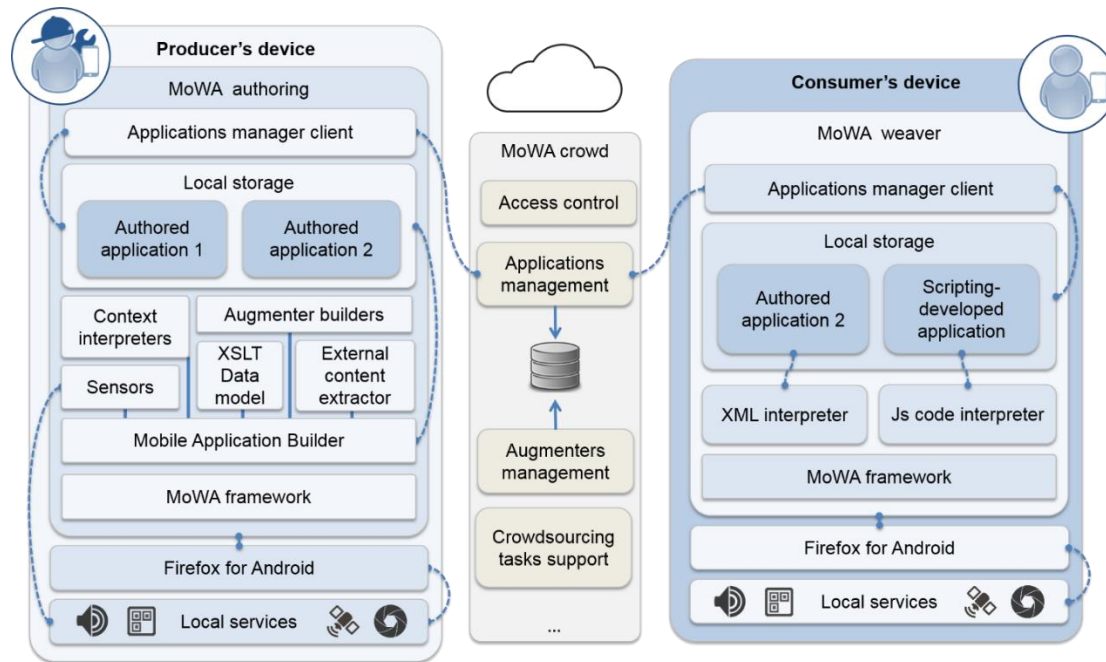 Producer's device
MoWA authoring
Applications manager client
Local storage
Authored
application 1
Authored
application 2
Context
interpreters
Augmenter builders
Sensors
XSLT
Data
model
External
content
extractor
Mobile Application Builder
MoWA framework
Firefox for Android
Local services
MoWA crowd
Access control
Applications
management
Augmenters
management
Crowdsourcing
tasks support
...
Consumer's device
MoWA weaver
Applications manager client
Local storage
Authored
application 2
Scripting-
developed
application
XML interpreter
Js code interpreter
MoWA framework
Firefox for Android
Local services